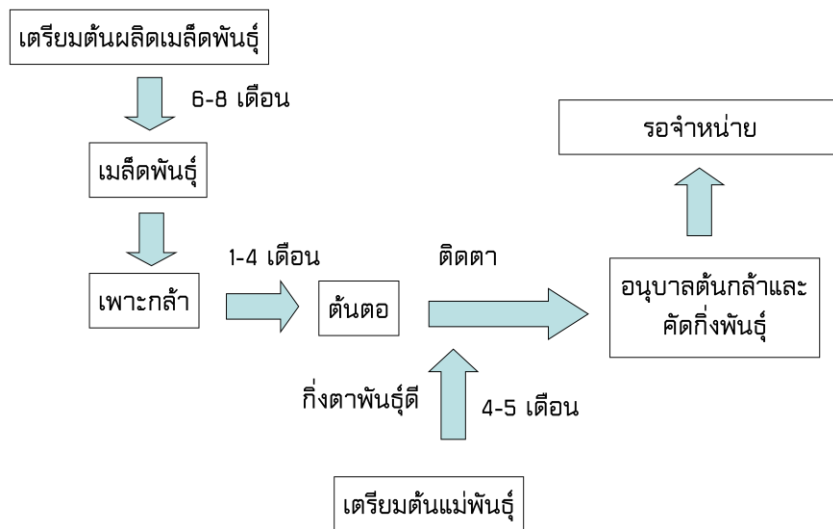 เตรียมต้นผลิตเมล็ดพันธุ์
6-8 เดือน
เมล็ดพันธุ์
รอจำหน่าย
เพาะกล้า
1-4 เดือน
ต้นตอ
ติดตา
อนุบาลต้นกล้าและ
คัดกิ่งพันธุ์
กิ่งตาพันธุ์ดี
4-5 เดือน
เตรียมต้นแม่พันธุ์